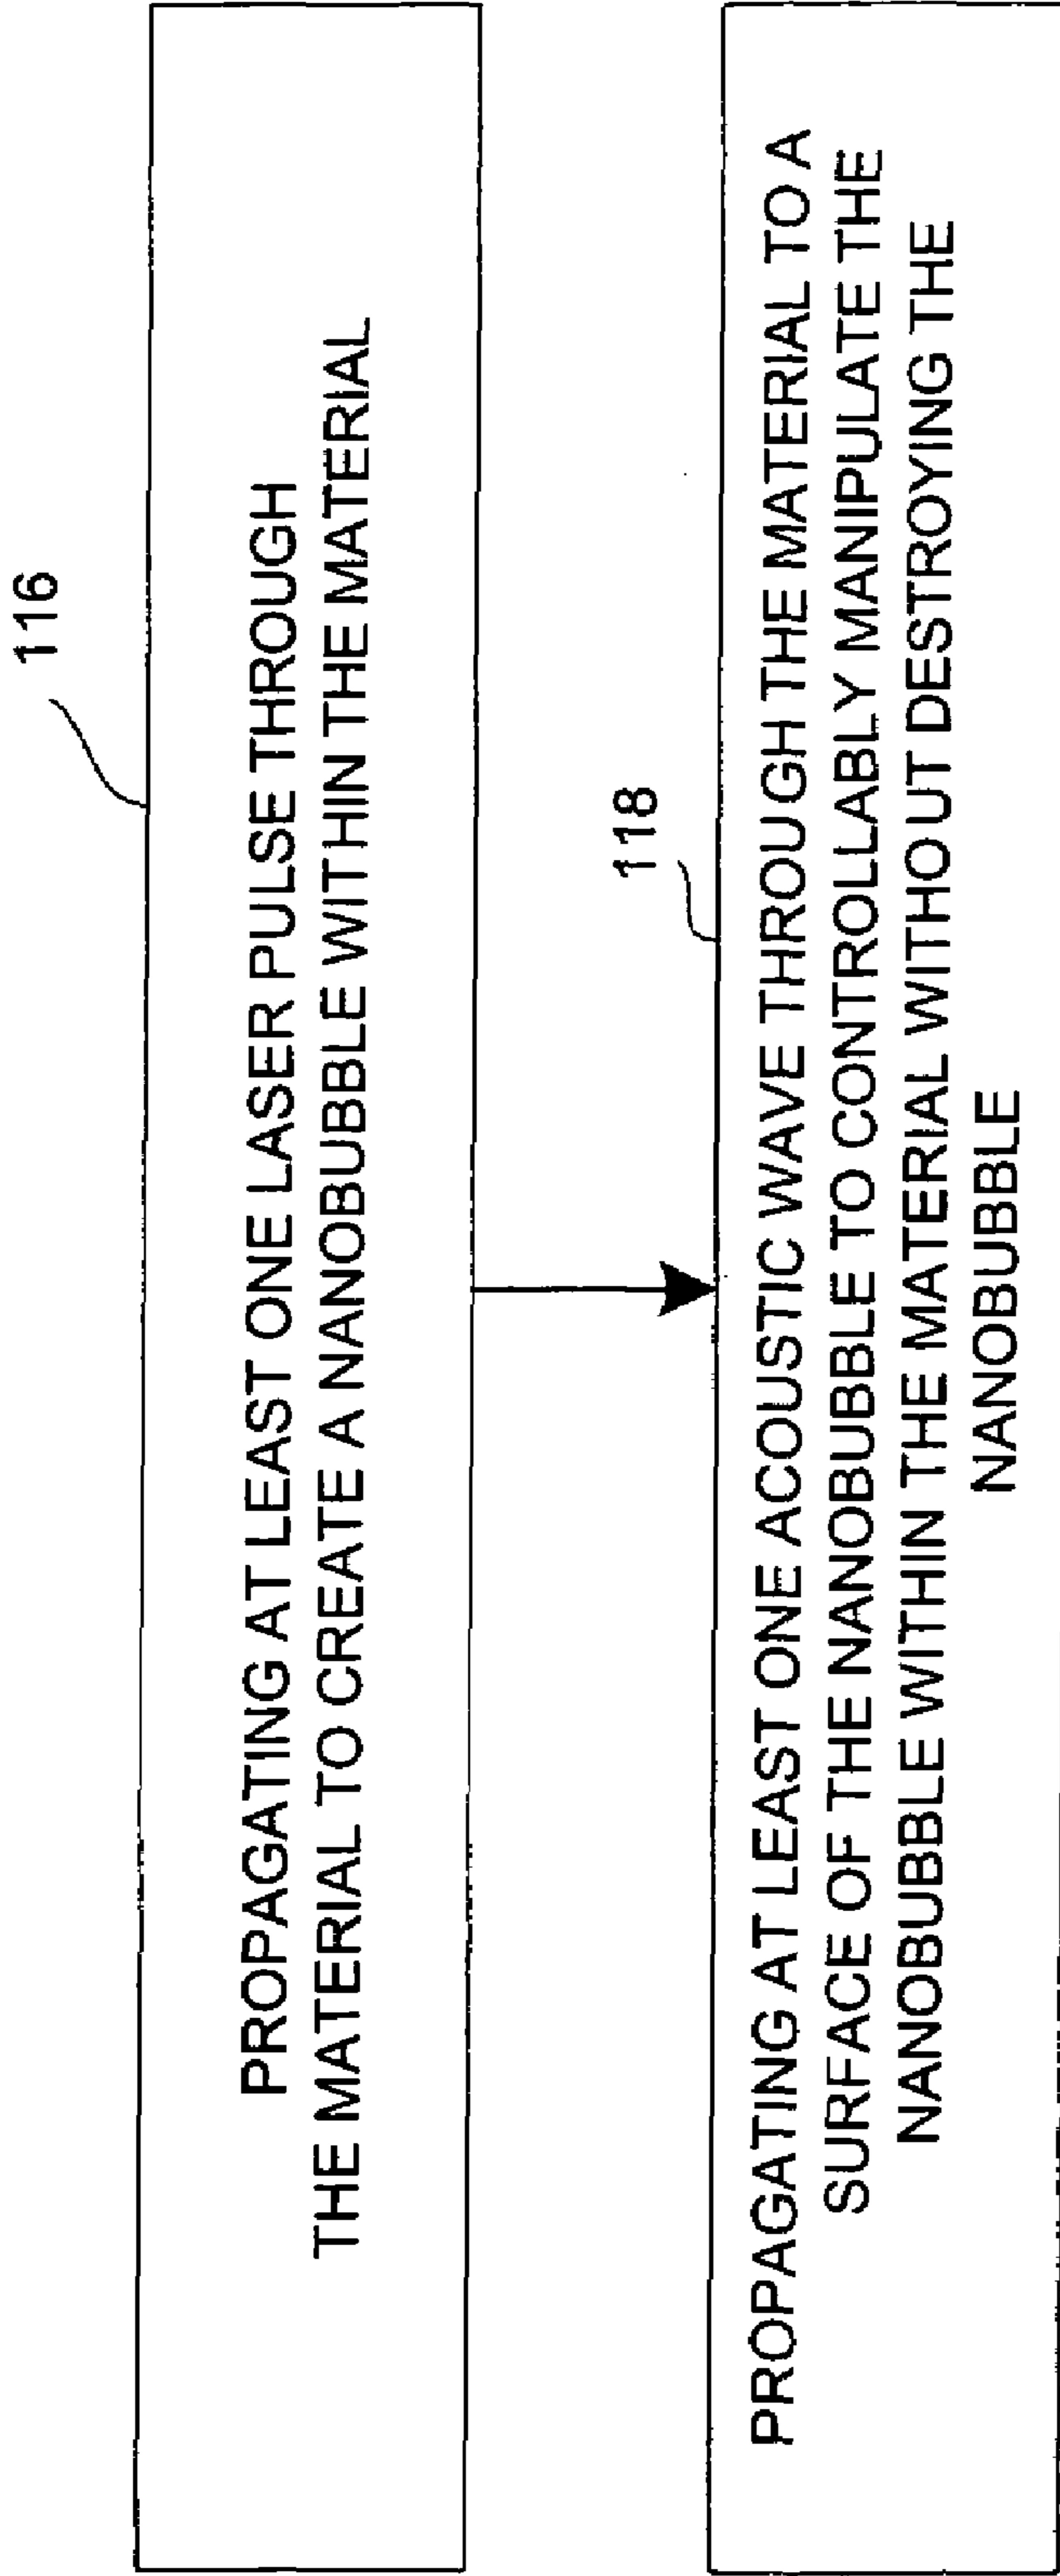 116
PROPAGATING AT LEAST ONE LASER PULSE THROUGH
THE MATERIAL TO CREATE A NANOBUBBLE WITHIN THE MATERIAL
118
PROPAGATING AT LEAST ONE ACOUSTIC WAVE THROUGH THE MATERIAL TO A
SURFACE OF THE NANOBUBBLE TO CONTROLLABLY MANIPULATE THE
NANOBUBBLE WITHIN THE MATERIAL WITHOUT DESTROYING THE
NANOBUBBLE